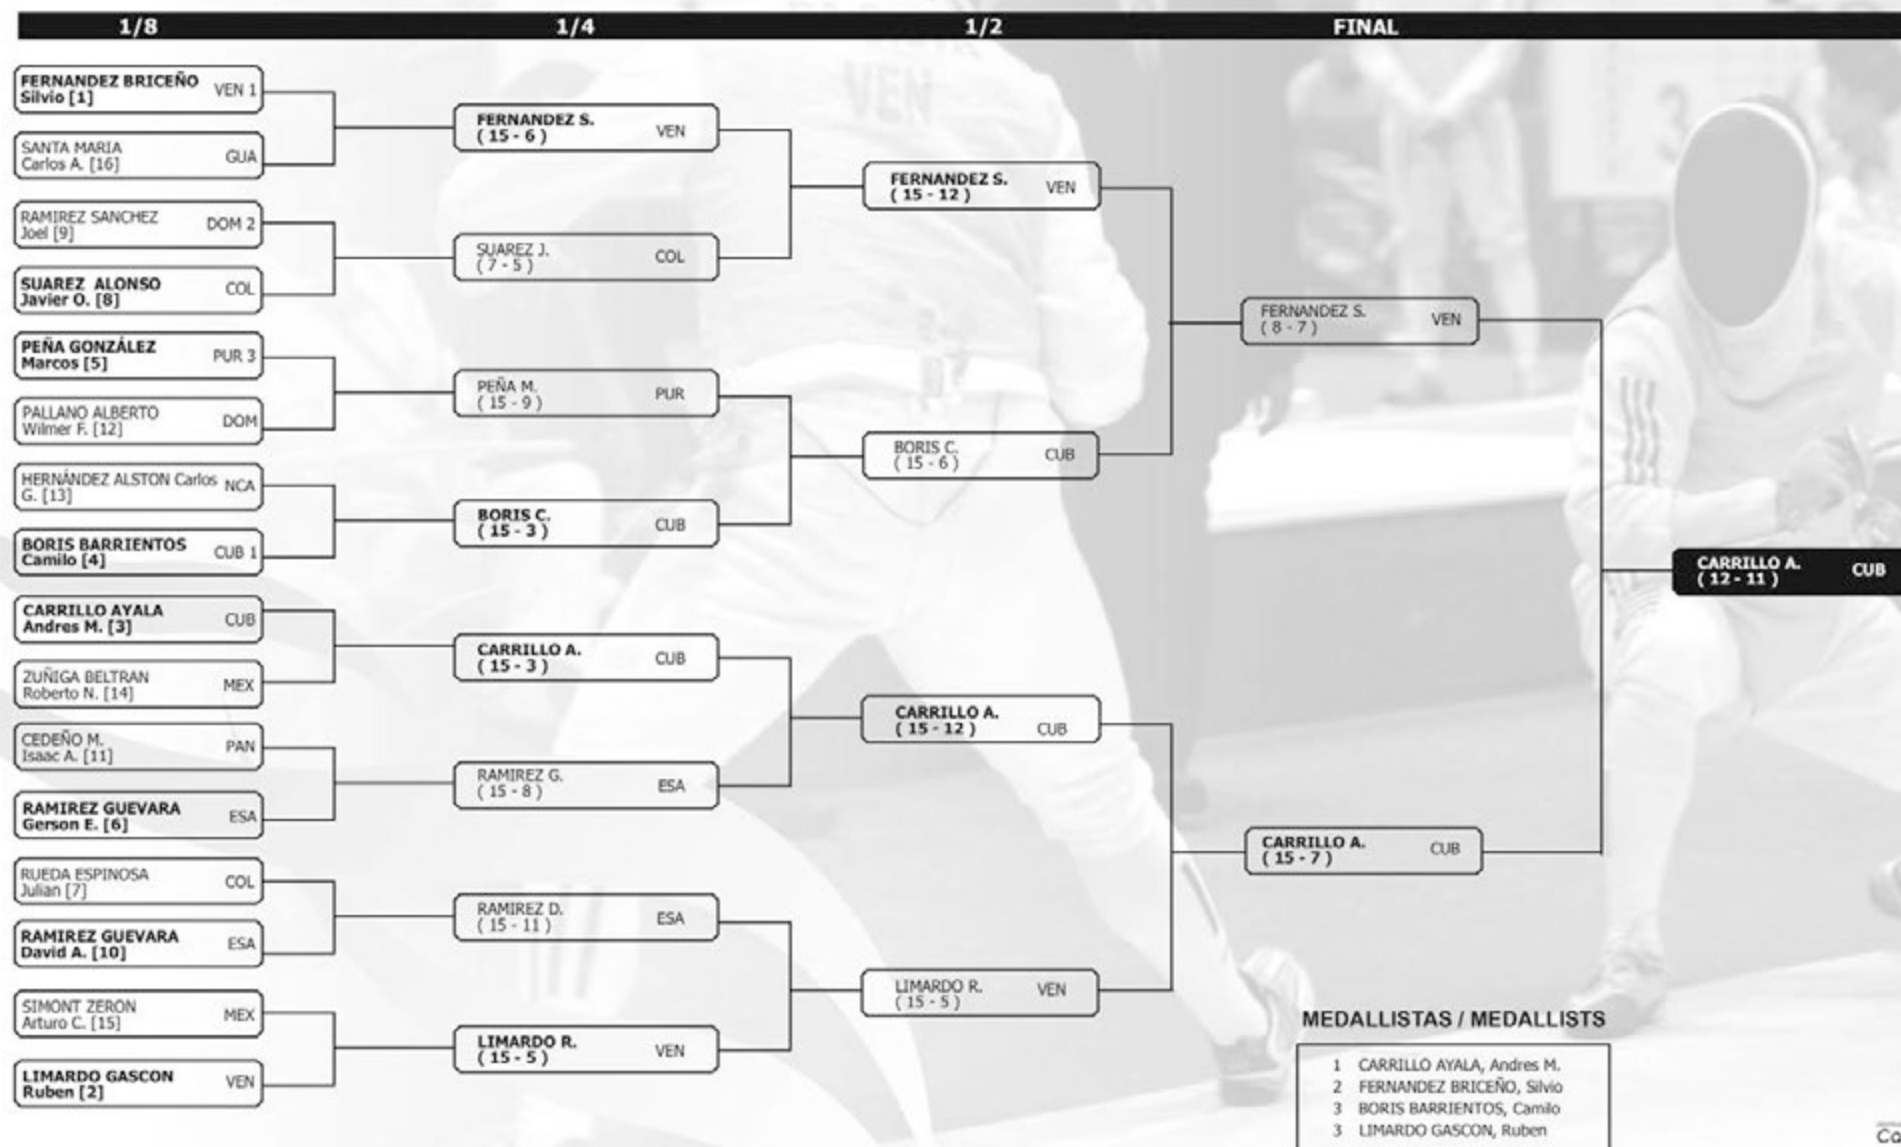 1/8 1/4 1/2 FINAL
FERNANDEZ BRICEÑO
Silvio [1]
VEN 1
SANTA MARIA
Carlos A. [16]
GUA
RAMIREZ SANCHEZ
Joel [9]
DOM 2
SUAREZ ALONSO
Javier O. [8]
COL
PEÑA GONZÁLEZ
Marcos [5]
PUR 3
PALLANO ALBERTO
Wilmer F. [12]
DOM
HERNÁNDEZ ALSTON Carlos
G. [13]
NCA
BORIS BARRIENTOS
Camilo [4]
CUB 1
CARRILLO AYALA
Andres M. [3]
CUB
ZUÑIGA BELTRAN
Roberto N. [14]
MEX
CEDEÑO M.
Isaac A. [11]
PAN
RAMIREZ GUEVARA
Gerson E. [6]
ESA
RUEDA ESPINOSA
Julian [7]
COL
RAMIREZ GUEVARA
David A. [10]
ESA
SIMONT ZERON
Arturo C. [15]
MEX
LIMARDO GASCON
Ruben [2]
VEN
FERNANDEZ S.
( 15 - 6 )
VEN
SUAREZ J.
( 7 - 5 )
COL
PEÑA M.
( 15 - 9 )
PUR
BORIS C.
( 15 - 3 )
CUB
CARRILLO A.
( 15 - 3 )
CUB
RAMIREZ G.
( 15 - 8 )
ESA
RAMIREZ D.
( 15 - 11 )
ESA
LIMARDO R.
( 15 - 5 )
VEN
FERNANDEZ S.
( 15 - 12 )
VEN
BORIS C.
( 15 - 6 )
CUB
CARRILLO A.
( 15 - 12 )
CUB
LIMARDO R.
( 15 - 5 )
VEN
FERNANDEZ S.
( 8 - 7 )
VEN
CARRILLO A.
( 15 - 7 )
CUB
CARRILLO A.
( 12 - 11 )
CUB
MEDALLISTAS / MEDALLISTS
1 CARRILLO AYALA, Andres M.
2 FERNANDEZ BRICEÑO, Silvio
3 BORIS BARRIENTOS, Camilo
3 LIMARDO GASCON, Ruben
VEN